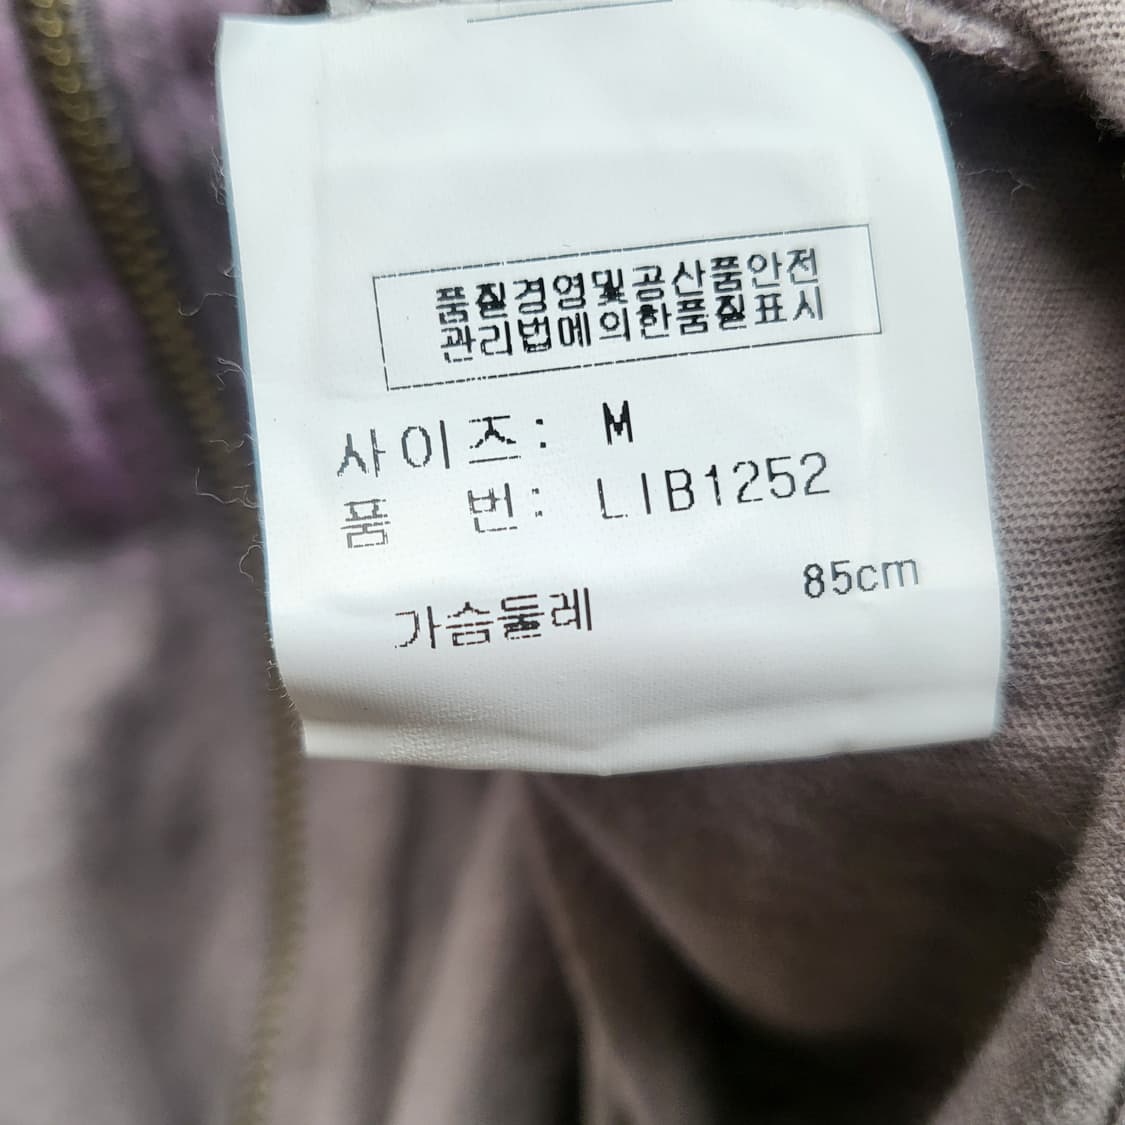 품질경영및공산품안전
관리법에의한품질표시
사이즈: M
품 번: LIB1252
가슴둘레 85cm